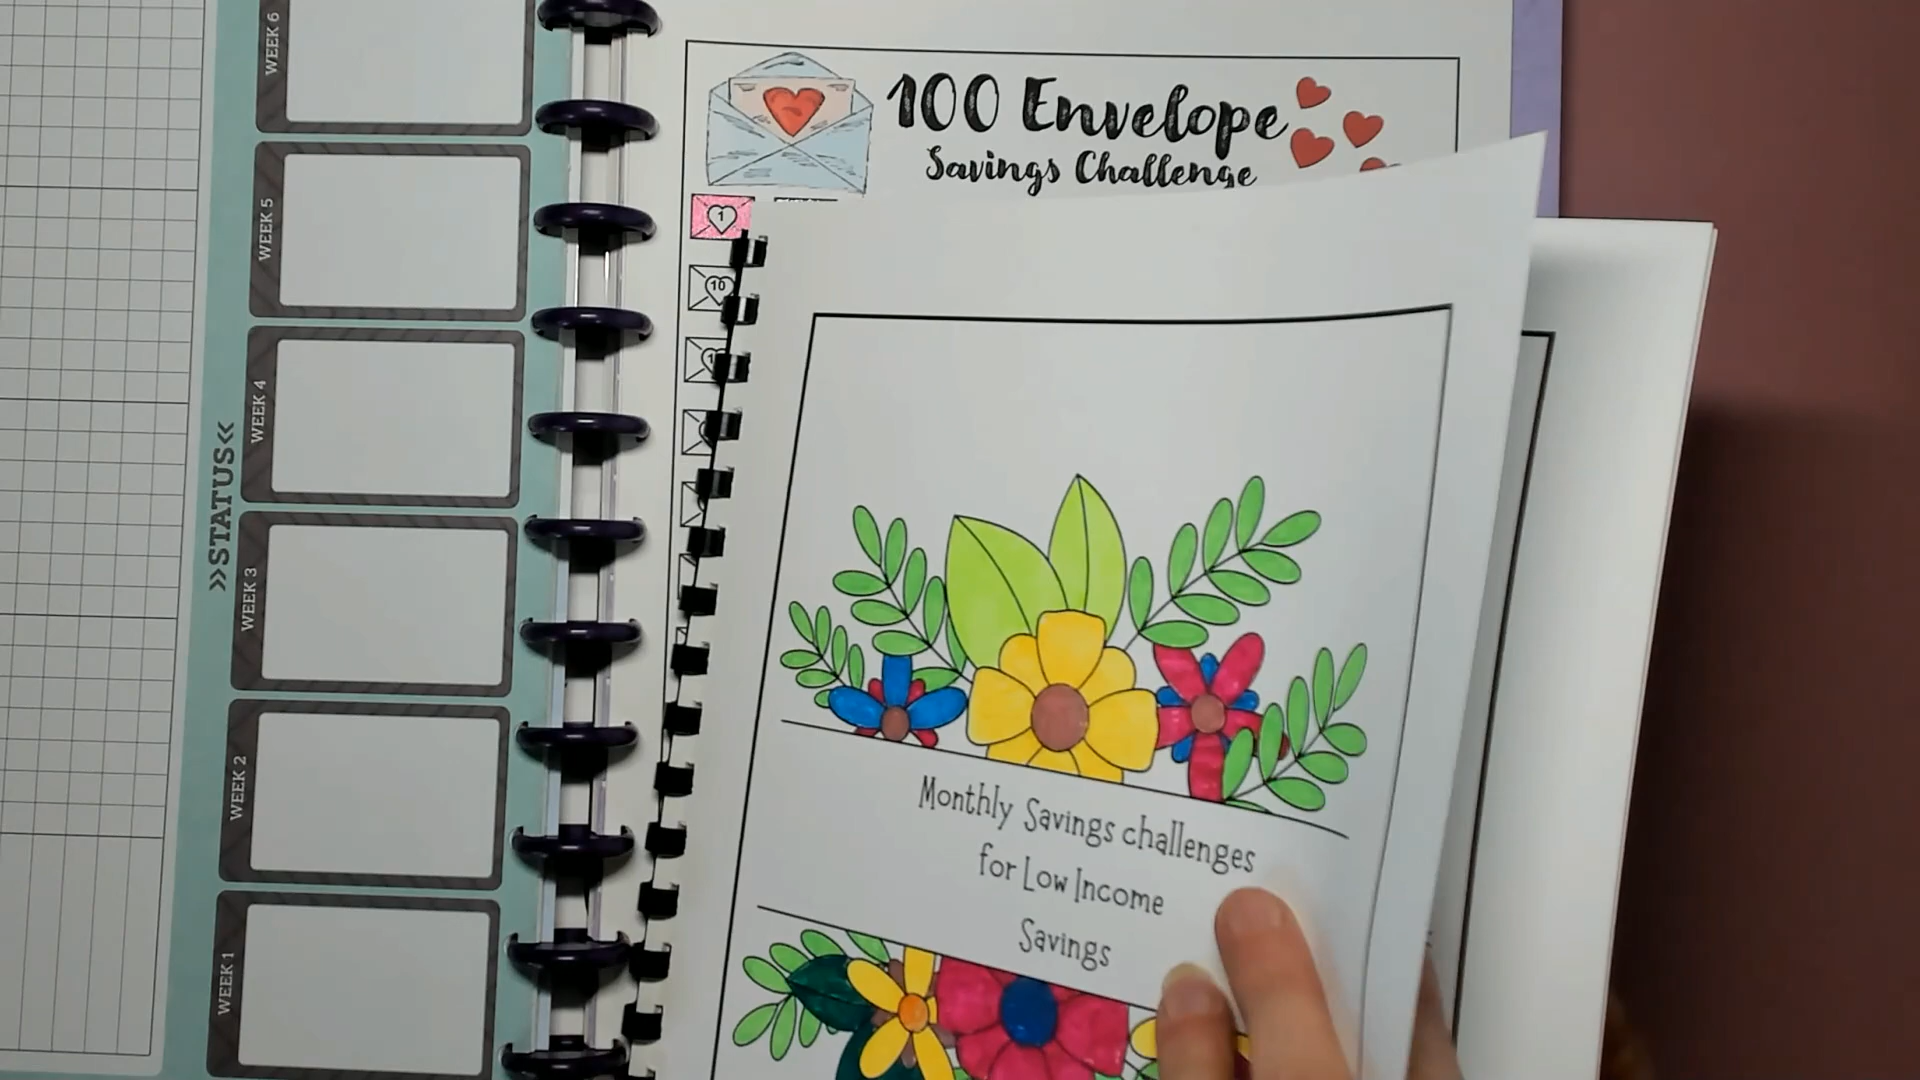 WEEK 6
WEEK 5
WEEK 4
WEEK 3
WEEK 2
WEEK 1
»STATUS«
100 Envelope
Savings Challenge
1
10
Monthly Savings challenges
for Low Income
Savings